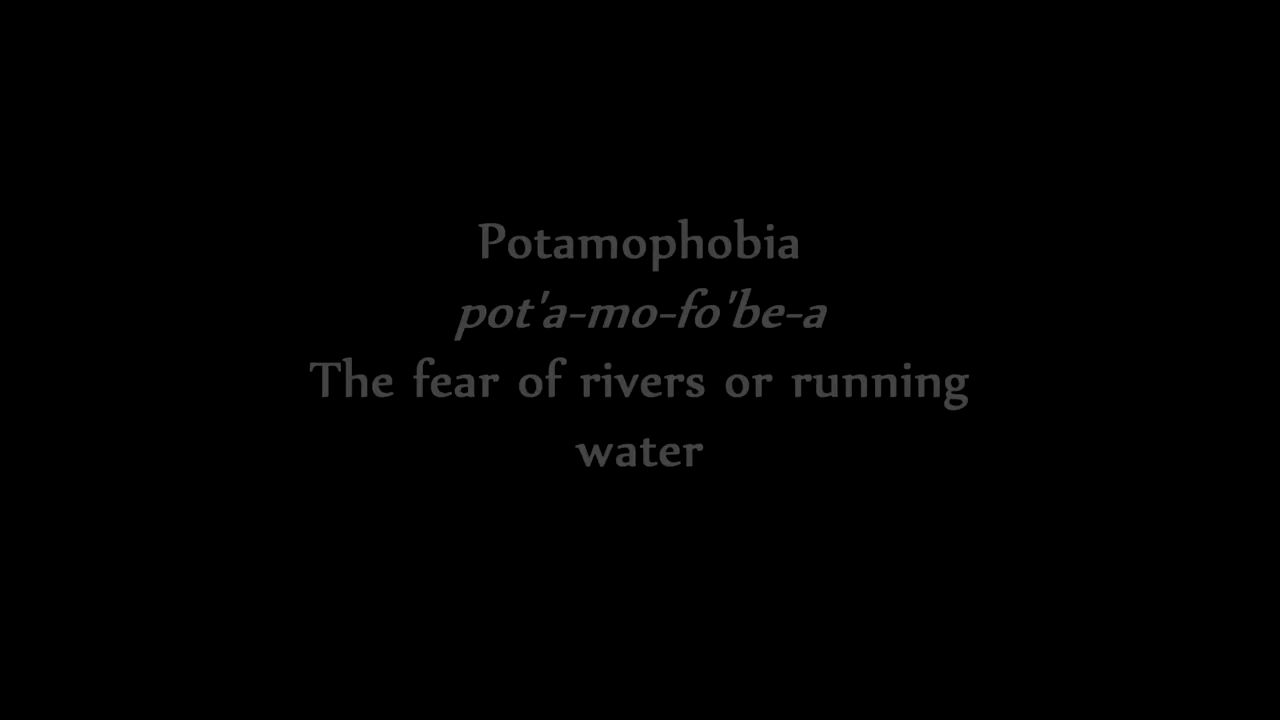 Potamophobia
pot'a-mo-fo'be-a
The fear of rivers or running
water